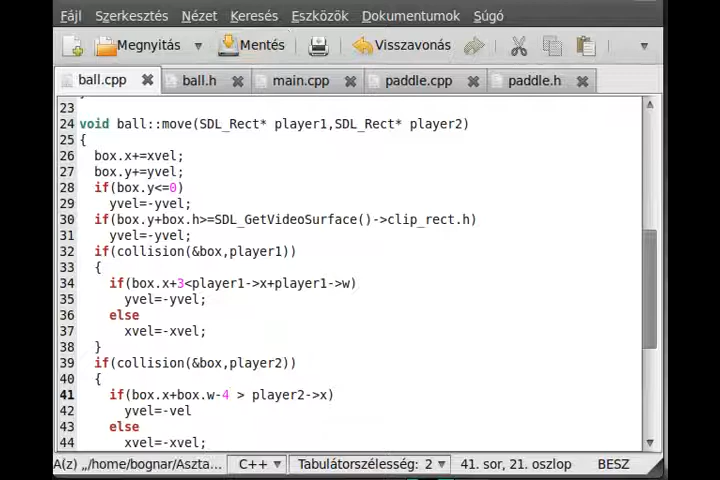 Fájl Szerkesztés Nézet Keresés Eszközök Dokumentumok Súgó
Megnyitás Mentés Visszavonás
ball.cpp ball.h main.cpp paddle.cpp paddle.h
23
24 void ball::move(SDL_Rect* player1,SDL_Rect* player2)
25 {
26 box.x+=xvel;
27 box.y+=yvel;
28 if(box.y<=0)
29 yvel=-yvel;
30 if(box.y+box.h>=SDL_GetVideoSurface()->clip_rect.h)
31 yvel=-yvel;
32 if(collision(&box,player1))
33 {
34 if(box.x+3<player1->x+player1->w)
35 yvel=-yvel;
36 else
37 xvel=-xvel;
38 }
39 if(collision(&box,player2))
40 {
41 if(box.x+box.w-4 > player2->x)
42 yvel=-vel
43 else
44 xvel=-xvel;
A(z) „/home/bognar/Aszta... C++ Tabulátorszélesség: 2 41. sor, 21. oszlop BESZ